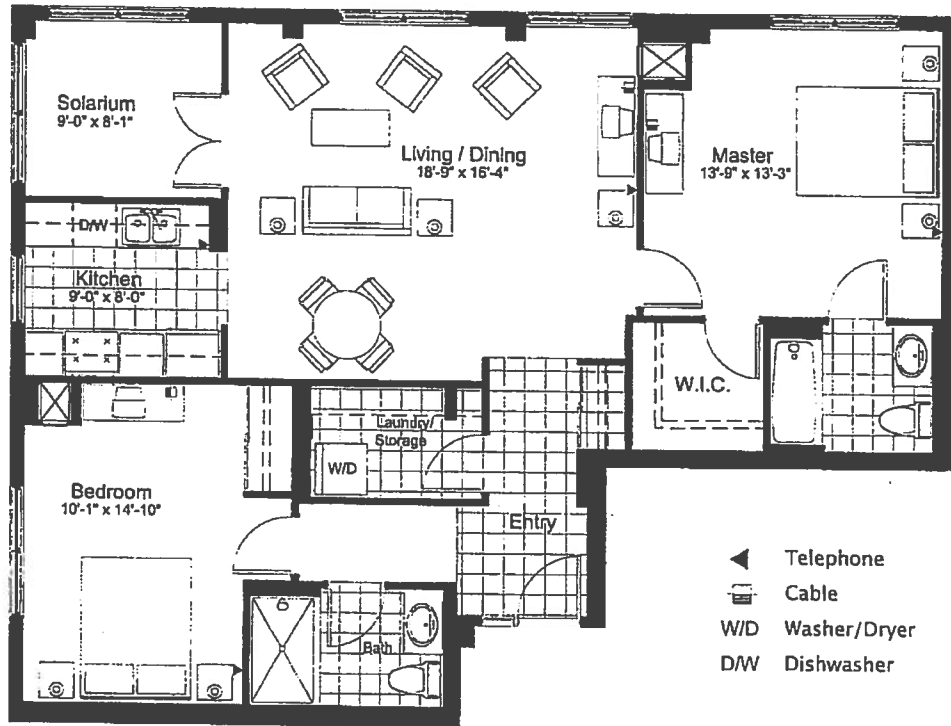 Solarium
9'-0" x 8'-1"
Living / Dining
18'-9" x 16'-4"
Master
13'-9" x 13'-3"
D/W
Kitchen
9'-0" x 8'-0"
W.I.C.
Laundry/
Storage
W/D
Bedroom
10'-1" x 14'-10"
Entry
Bath
Telephone
Cable
W/D Washer/Dryer
D/W Dishwasher